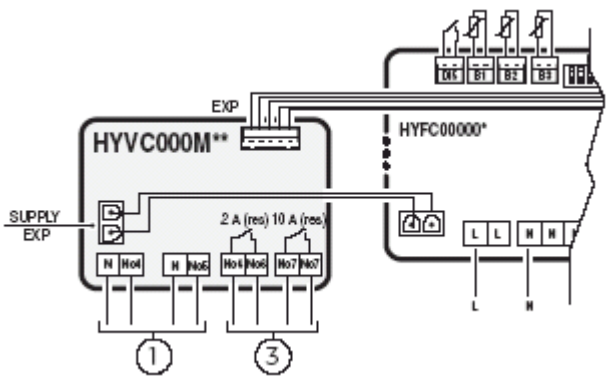 DI5 B1 B2 B3
EXP
HYVC000M**
HYFC00000*
SUPPLY
EXP
2 A (res) 10 A (res)
L L N N
N No4 N No5 No6 No6 No7 No7
L N
1 3